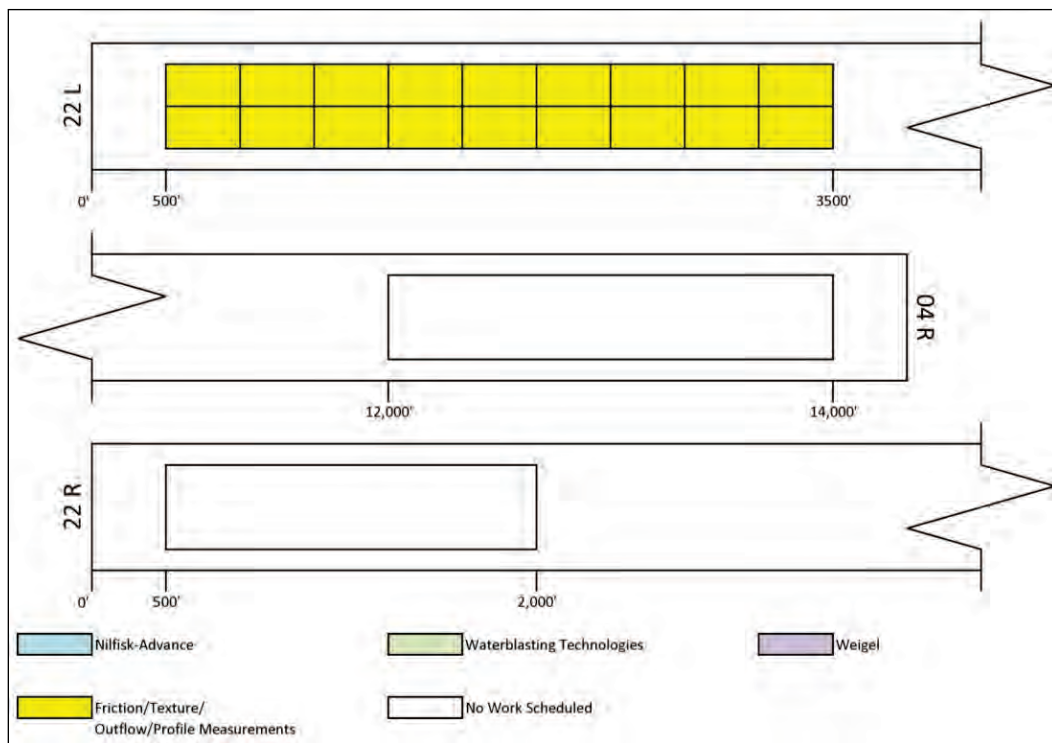 22 L
0'
500'
3500'
04 R
12,000'
14,000'
22 R
0'
500'
2,000'
Nilfisk-Advance
Waterblasting Technologies
Weigel
Friction/Texture/
Outflow/Profile Measurements
No Work Scheduled